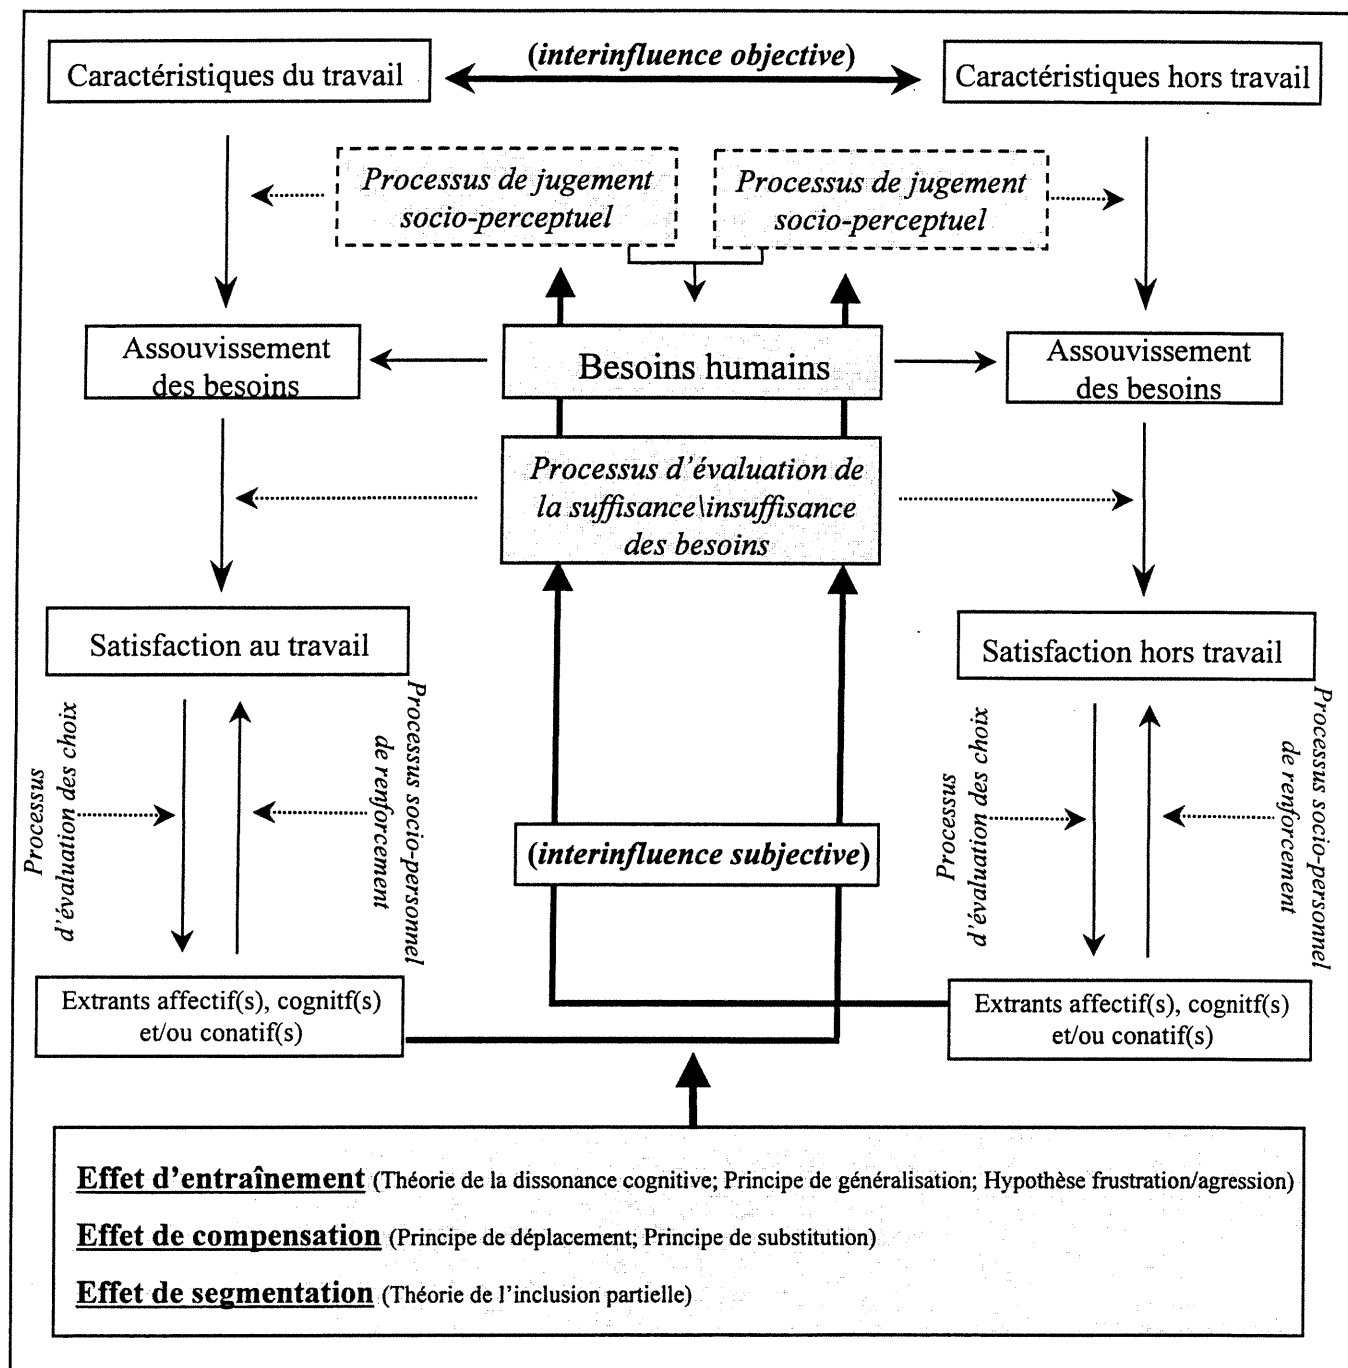 (interinfluence objective)
Caractéristiques du travail
Caractéristiques hors travail
Processus de jugement
socio-perceptuel
Processus de jugement
socio-perceptuel
Assouvissement
des besoins
Besoins humains
Assouvissement
des besoins
Processus d'évaluation de
la suffisance\insuffisance
des besoins
Satisfaction au travail
Satisfaction hors travail
Processus
d'évaluation des choix
Processus socio-personnel
de renforcement
Processus
d'évaluation des choix
Processus socio-personnel
de renforcement
(interinfluence subjective)
Extrants affectif(s), cognitf(s)
et/ou conatif(s)
Extrants affectif(s), cognitf(s)
et/ou conatif(s)
Effet d'entraînement (Théorie de la dissonance cognitive; Principe de généralisation; Hypothèse frustration/agression)
Effet de compensation (Principe de déplacement; Principe de substitution)
Effet de segmentation (Théorie de l'inclusion partielle)